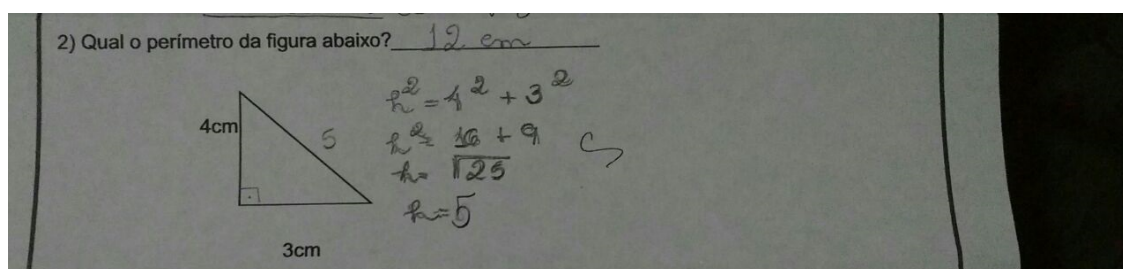 2) Qual o perímetro da figura abaixo? 12 cm
4cm
5
3cm
h² = 4² + 3²
h² = 16 + 9
h = √25
h = 5